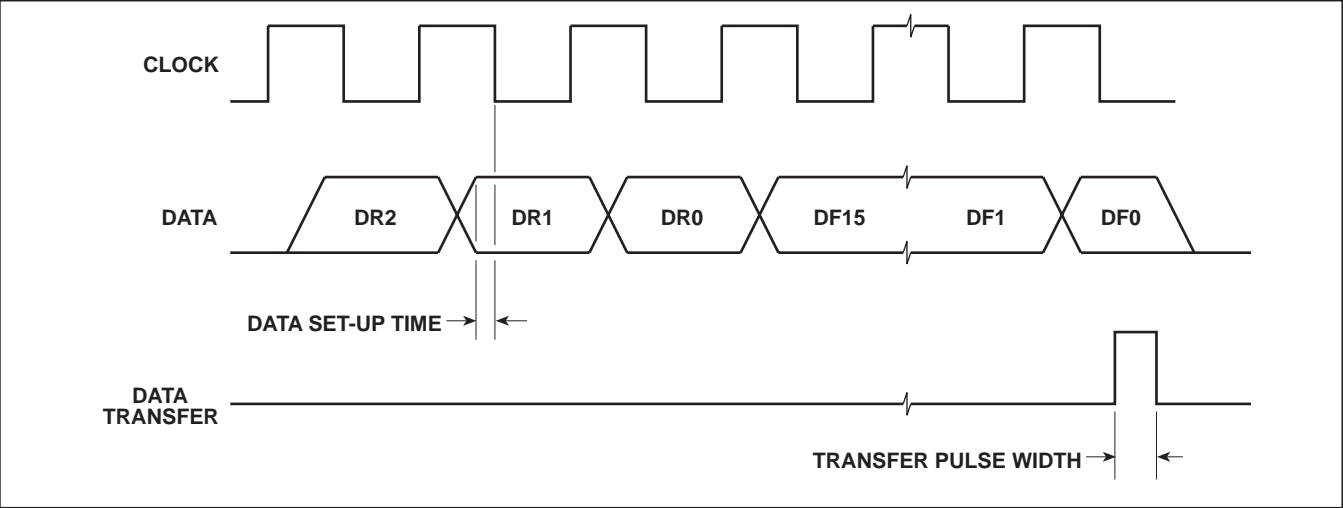 CLOCK
DATA
DR2 DR1 DR0 DF15 DF1 DF0
DATA SET-UP TIME
DATA
TRANSFER
TRANSFER PULSE WIDTH